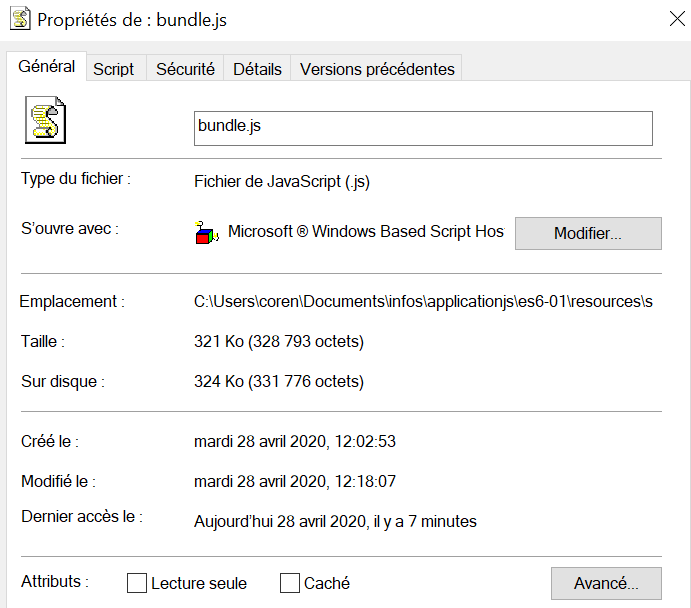 Propriétés de : bundle.js
Général Script Sécurité Détails Versions précédentes
bundle.js
Type du fichier : Fichier de JavaScript (.js)
S'ouvre avec : Microsoft ® Windows Based Script Hos Modifier...
Emplacement : C:\Users\coren\Documents\infos\applicationjs\es6-01\resources\s
Taille : 321 Ko (328 793 octets)
Sur disque : 324 Ko (331 776 octets)
Créé le : mardi 28 avril 2020, 12:02:53
Modifié le : mardi 28 avril 2020, 12:18:07
Dernier accès le : Aujourd'hui 28 avril 2020, il y a 7 minutes
Attributs : Lecture seule Caché Avancé...